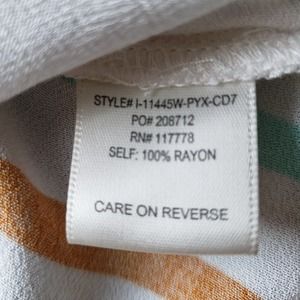 STYLE# I-11445W-PYX-CD7
PO# 208712
RN# 117778
SELF: 100% RAYON
CARE ON REVERSE